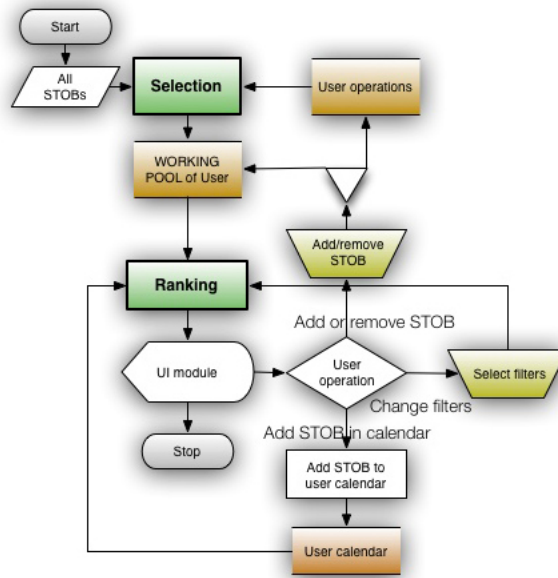 Start
All
STOBs
Selection
User operations
WORKING
POOL of User
Add/remove
STOB
Ranking
Add or remove STOB
UI module
User
operation
Select filters
Change filters
Add STOB in calendar
Stop
Add STOB to
user calendar
User calendar